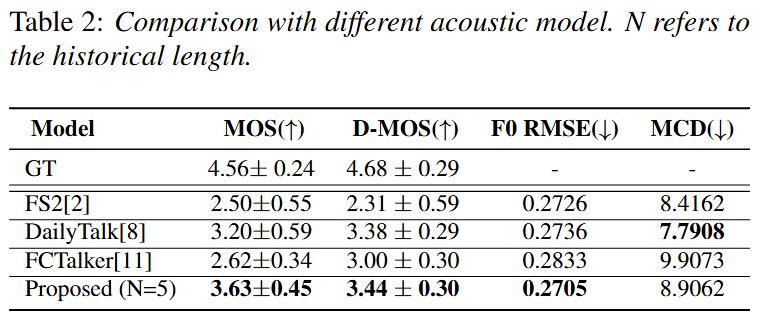 Table 2: Comparison with different acoustic model. N refers to
the historical length.
Model MOS(↑) D-MOS(↑) F0 RMSE(↓) MCD(↓)
GT 4.56± 0.24 4.68 ± 0.29 - -
FS2[2] 2.50±0.55 2.31 ± 0.59 0.2726 8.4162
DailyTalk[8] 3.20±0.59 3.38 ± 0.29 0.2736 7.7908
FCTalker[11] 2.62±0.34 3.00 ± 0.30 0.2833 9.9073
Proposed (N=5) 3.63±0.45 3.44 ± 0.30 0.2705 8.9062